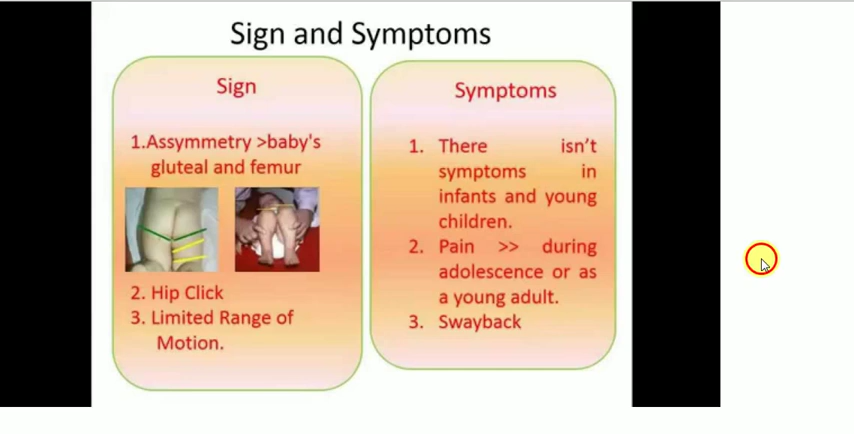 Sign and Symptoms
Sign
1.Assymmetry >baby's
gluteal and femur
2. Hip Click
3. Limited Range of
Motion.
Symptoms
1. There isn't
symptoms in
infants and young
children.
2. Pain >> during
adolescence or as
a young adult.
3. Swayback